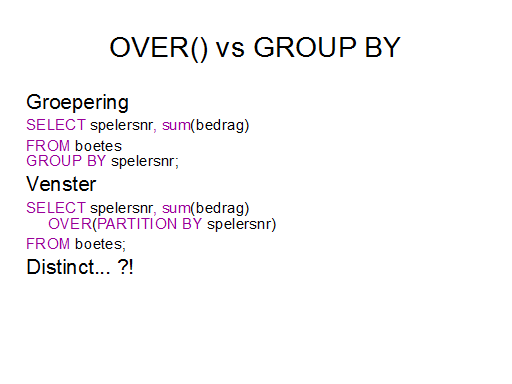 OVER() vs GROUP BY
Groepering
SELECT spelersnr, sum(bedrag)
FROM boetes
GROUP BY spelersnr;
Venster
SELECT spelersnr, sum(bedrag)
OVER(PARTITION BY spelersnr)
FROM boetes;
Distinct... ?!